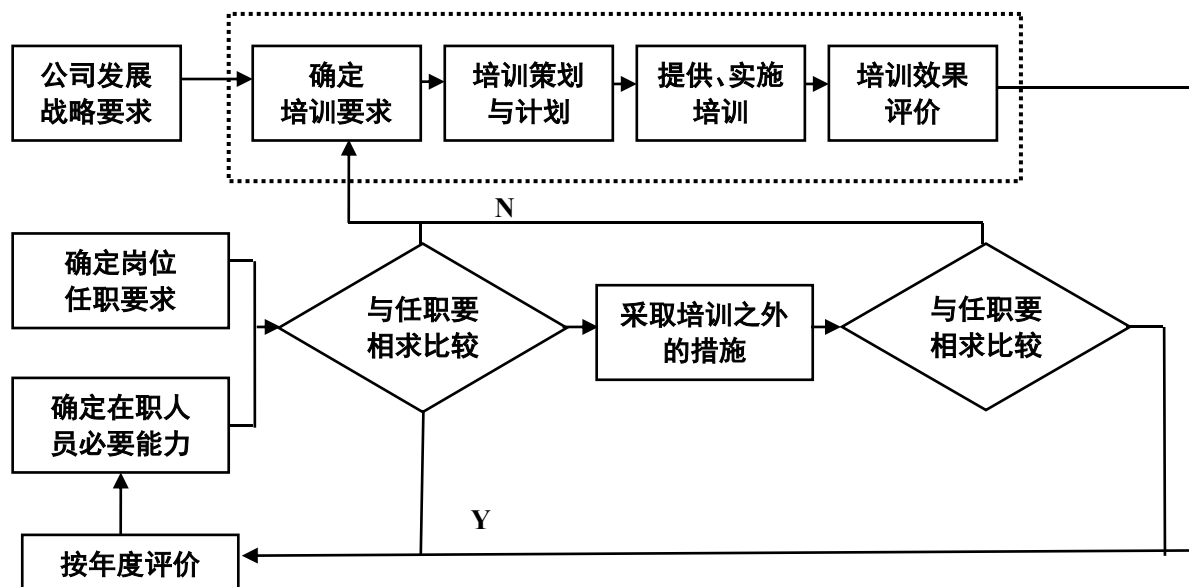 公司发展
战略要求
确定
培训要求
培训策划
与计划
提供、实施
培训
培训效果
评价
N
确定岗位
任职要求
与任职要
相求比较
采取培训之外
的措施
与任职要
相求比较
确定在职人
员必要能力
Y
按年度评价